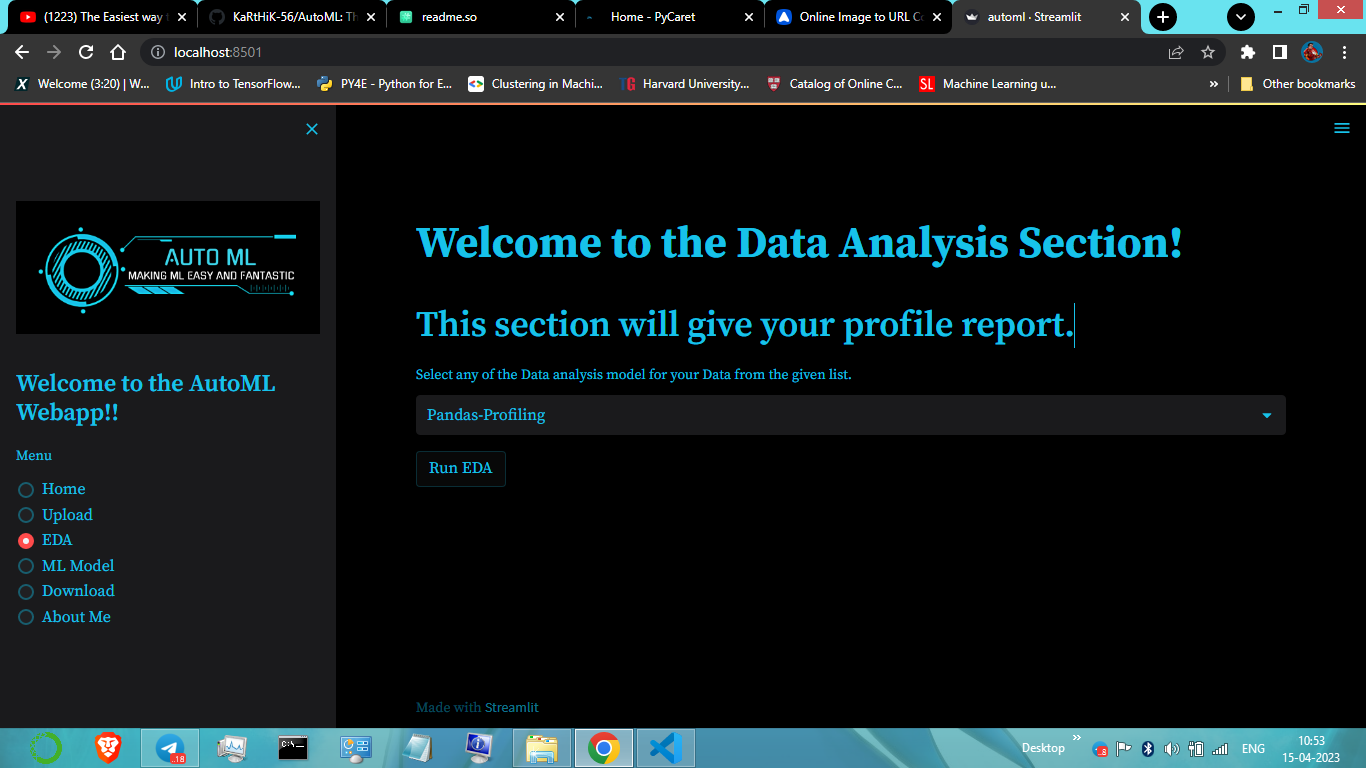 (1223) The Easiest way t
KaRtHiK-56/AutoML: Th
readme.so
Home - PyCaret
Online Image to URL Co
automl · Streamlit
localhost:8501
Welcome (3:20) | W...
Intro to TensorFlow...
PY4E - Python for E...
Clustering in Machi...
TG
Harvard University...
Catalog of Online C...
SL
Machine Learning u...
»
Other bookmarks
AUTO ML
MAKING ML EASY AND FANTASTIC
Welcome to the AutoML
Webapp!!
Menu
Home
Upload
EDA
ML Model
Download
About Me
Welcome to the Data Analysis Section!
This section will give your profile report.
Select any of the Data analysis model for your Data from the given list.
Pandas-Profiling
Run EDA
Made with Streamlit
..18
C:\_
Desktop
»
8
ENG
10:53
15-04-2023